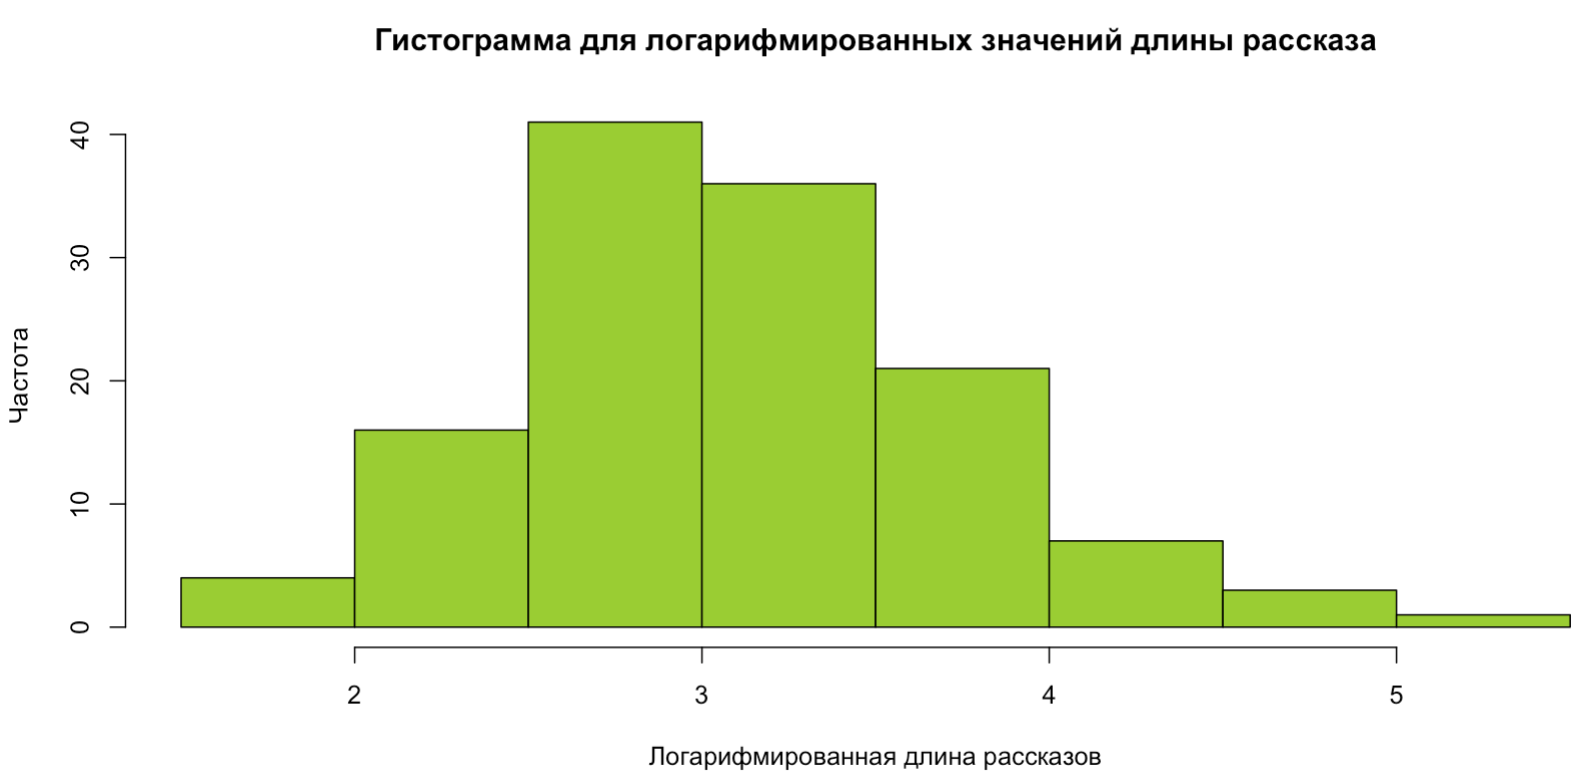 Гистограмма для логарифмированных значений длины рассказа
40
30
20
10
0
Частота
2 3 4 5
Логарифмированная длина рассказов